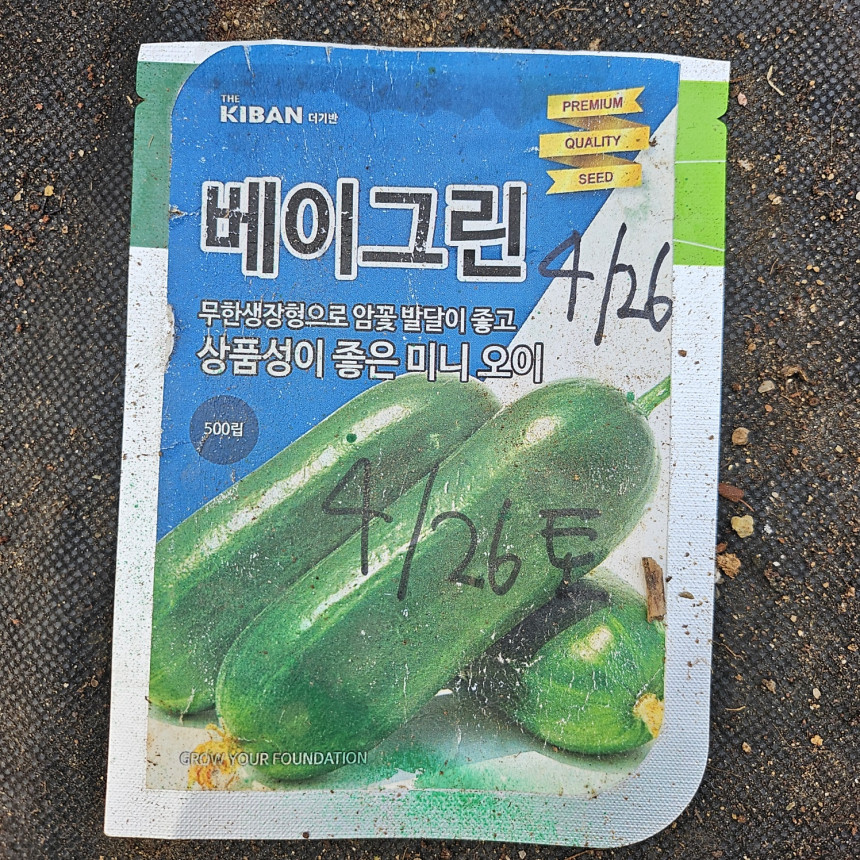 THE
KIBAN 더기반
PREMIUM
QUALITY
SEED
베이그린
4/26
무한생장형으로 암꽃 발달이 좋고
상품성이 좋은 미니 오이
500립
4/26 토
GROW YOUR FOUNDATION